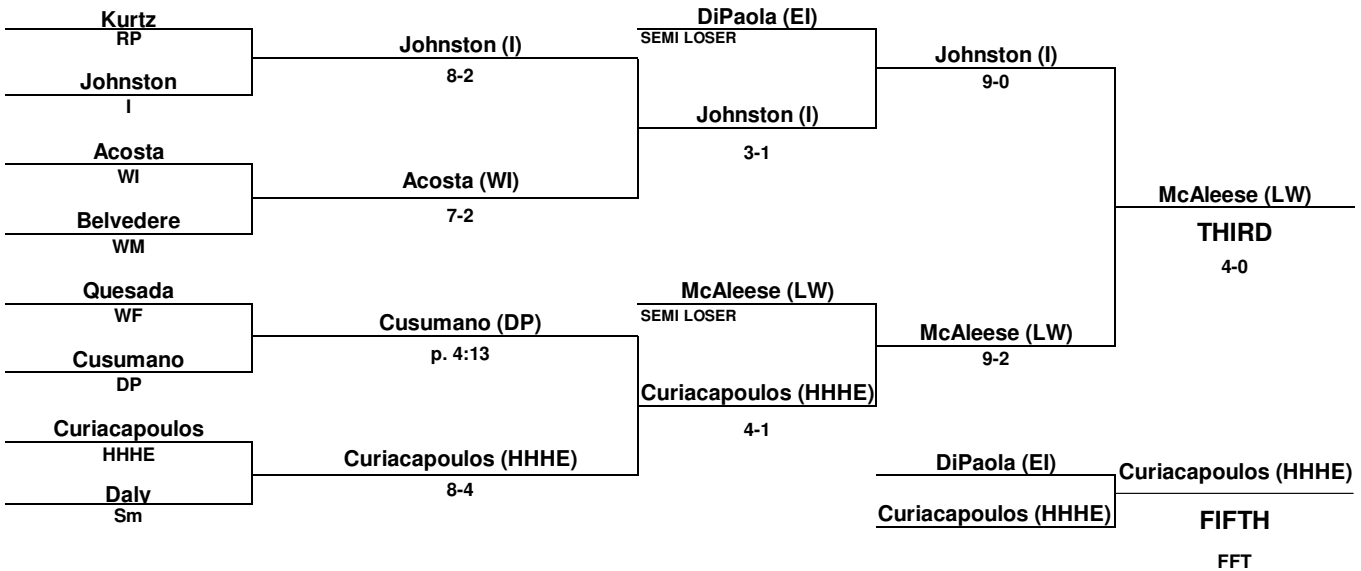 Kurtz
RP
Johnston
I
Acosta
WI
Belvedere
WM
Quesada
WF
Cusumano
DP
Curiacapoulos
HHHE
Daly
Sm
Johnston (I)
8-2
Acosta (WI)
7-2
Cusumano (DP)
p. 4:13
Curiacapoulos (HHHE)
8-4
DiPaola (EI)
SEMI LOSER
Johnston (I)
3-1
McAleese (LW)
SEMI LOSER
Curiacapoulos (HHHE)
4-1
Johnston (I)
9-0
McAleese (LW)
9-2
DiPaola (EI)
Curiacapoulos (HHHE)
McAleese (LW)
THIRD
4-0
Curiacapoulos (HHHE)
FIFTH
FFT